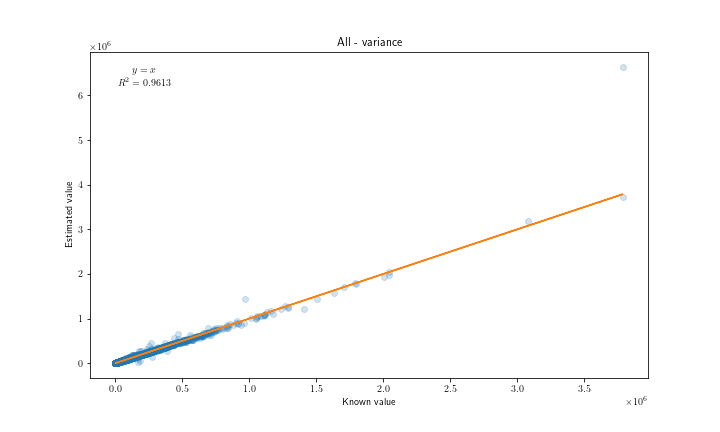 All - variance
×10⁶
y = x
R² = 0.9613
6
5
4
3
2
1
0
Estimated value
0.0 0.5 1.0 1.5 2.0 2.5 3.0 3.5
Known value
×10⁶